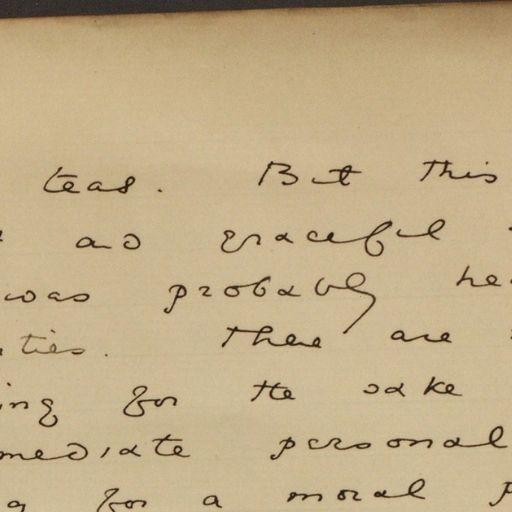 teas. But this
and graceful
was probably he
ties. There are
ing for the sake
mediate personal
g for a moral p